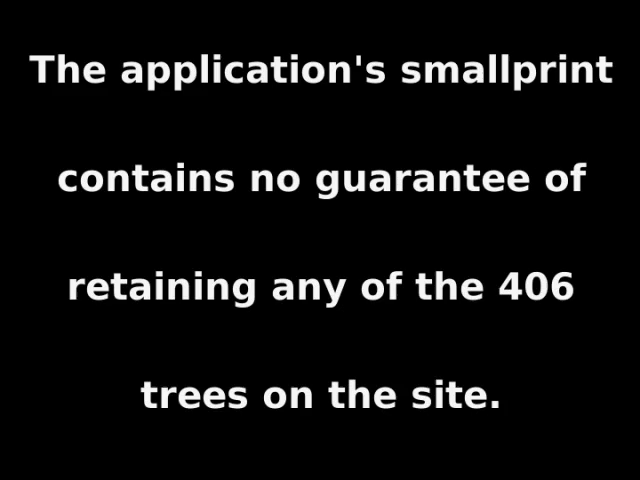 The application's smallprint
contains no guarantee of
retaining any of the 406
trees on the site.